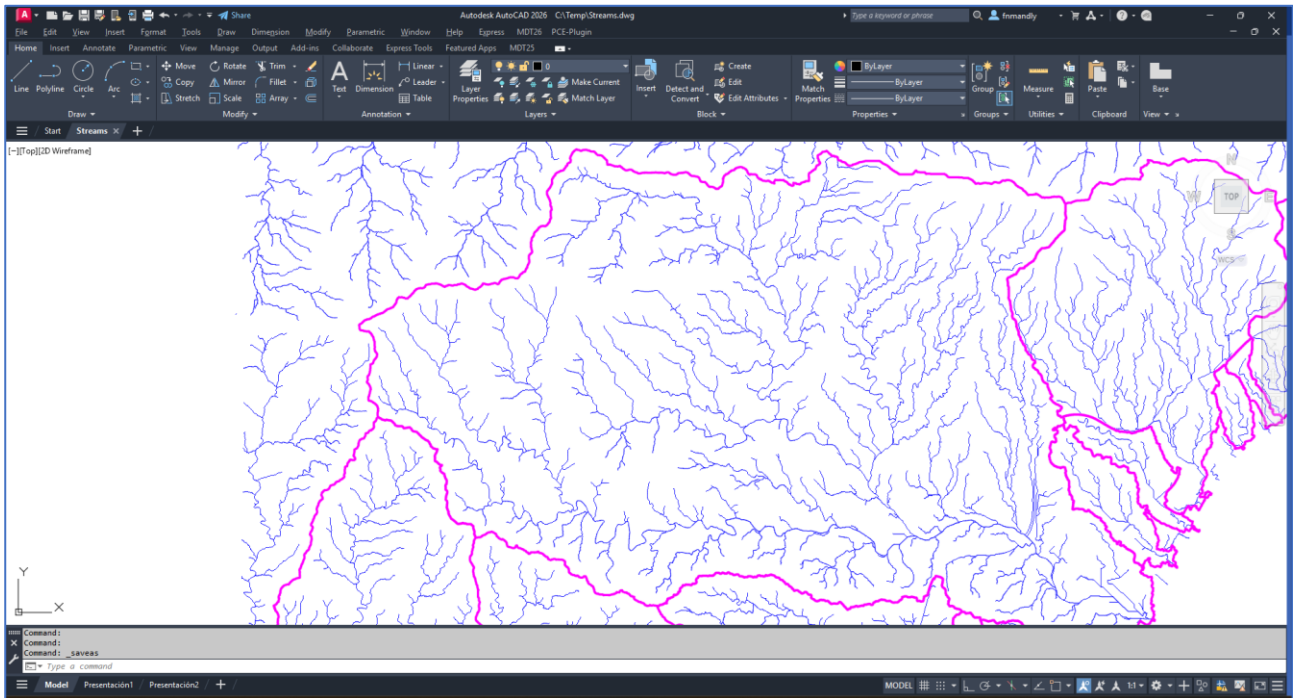 A Share Autodesk AutoCAD 2026 C:\Temp\Streams.dwg Type a keyword or phrase fnmandly
File Edit View Insert Format Tools Draw Dimension Modify Parametric Window Help Express MDT26 PCE-Plugin
Home Insert Annotate Parametric View Manage Output Add-ins Collaborate Express Tools Featured Apps MDT25
Line Polyline Circle Arc
Move Rotate Trim
Copy Mirror Fillet
Stretch Scale Array
Text Dimension
Linear
Leader
Table
Layer Properties
0
Make Current
Match Layer
Insert Detect and Convert
Create
Edit
Edit Attributes
Match Properties
ByLayer
ByLayer
ByLayer
Group Measure Paste Base
Draw Modify Annotation Layers Block Properties Groups Utilities Clipboard View
Start Streams
[−][Top][2D Wireframe]
N
W TOP E
S
WCS
Y
X
Command:
Command:
Command: _saveas
Type a command
Model Presentación1 Presentación2 MODEL 1:1